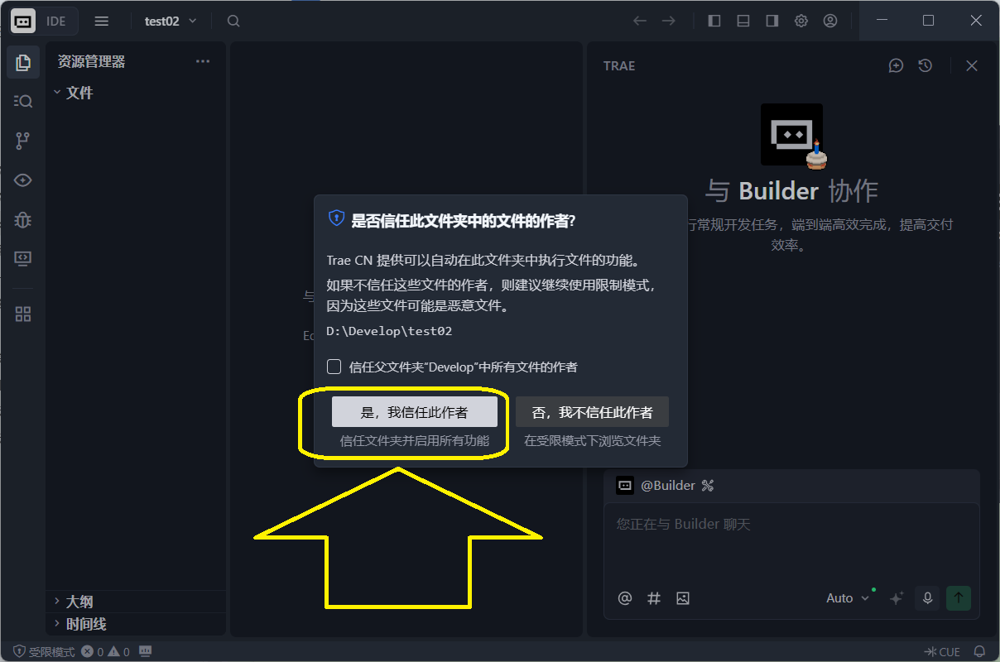 IDE
test02
资源管理器
文件
TRAE
与 Builder 协作
行常规开发任务，端到端高效完成，提高交付
效率。
是否信任此文件夹中的文件的作者?
Trae CN 提供可以自动在此文件夹中执行文件的功能。
如果不信任这些文件的作者，则建议继续使用限制模式，
因为这些文件可能是恶意文件。
D:\Develop\test02
信任父文件夹“Develop”中所有文件的作者
是，我信任此作者
否，我不信任此作者
信任文件夹并启用所有功能
在受限模式下浏览文件夹
与
@Builder
您正在与 Builder 聊天
Auto
大纲
时间线
受限模式 0 0
CUE